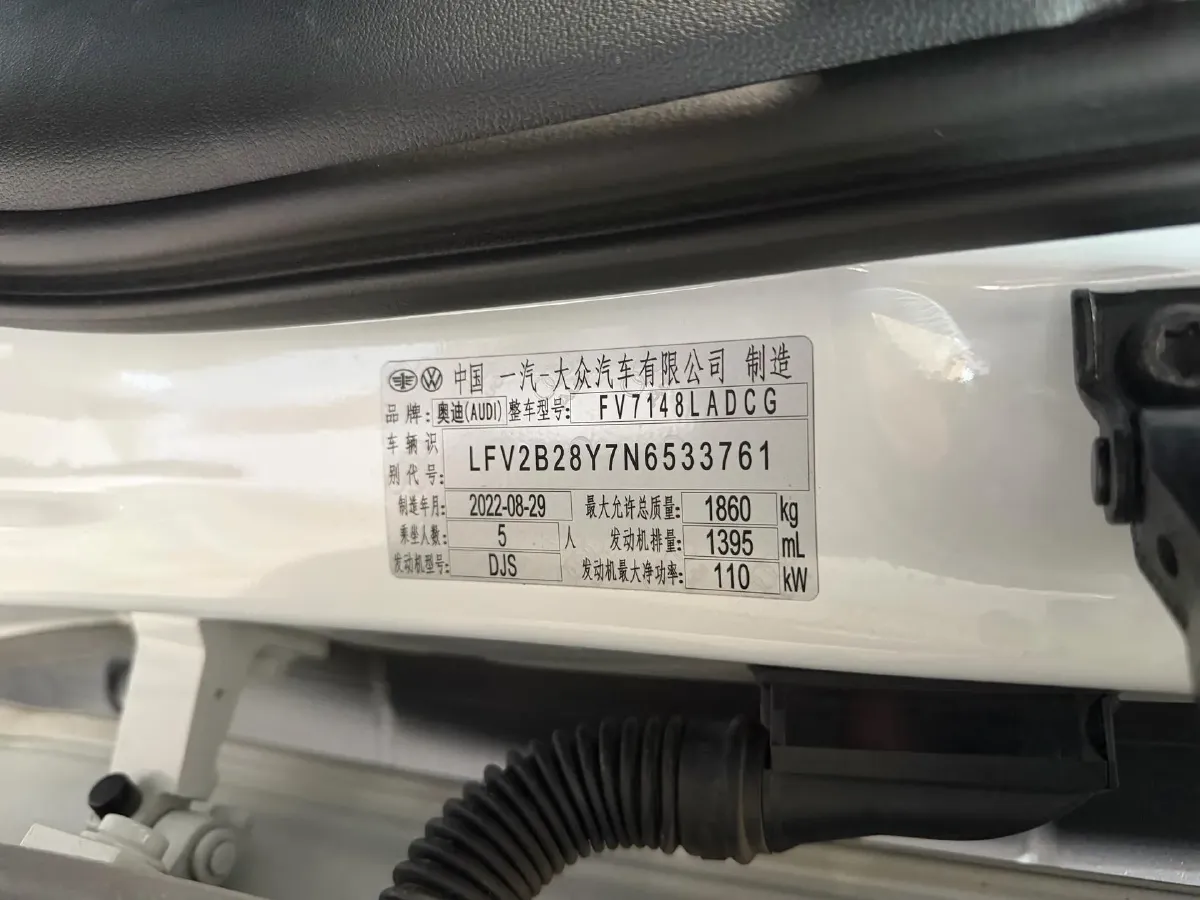 中国 一汽-大众汽车有限公司 制造
品牌: 奥迪(AUDI) 整车型号: FV7148LADCG
车辆识别代号: LFV2B28Y7N6533761
制造年月: 2022-08-29 最大允许总质量: 1860 kg
乘坐人数: 5 人 发动机排量: 1395 mL
发动机型号: DJS 发动机最大净功率: 110 kW